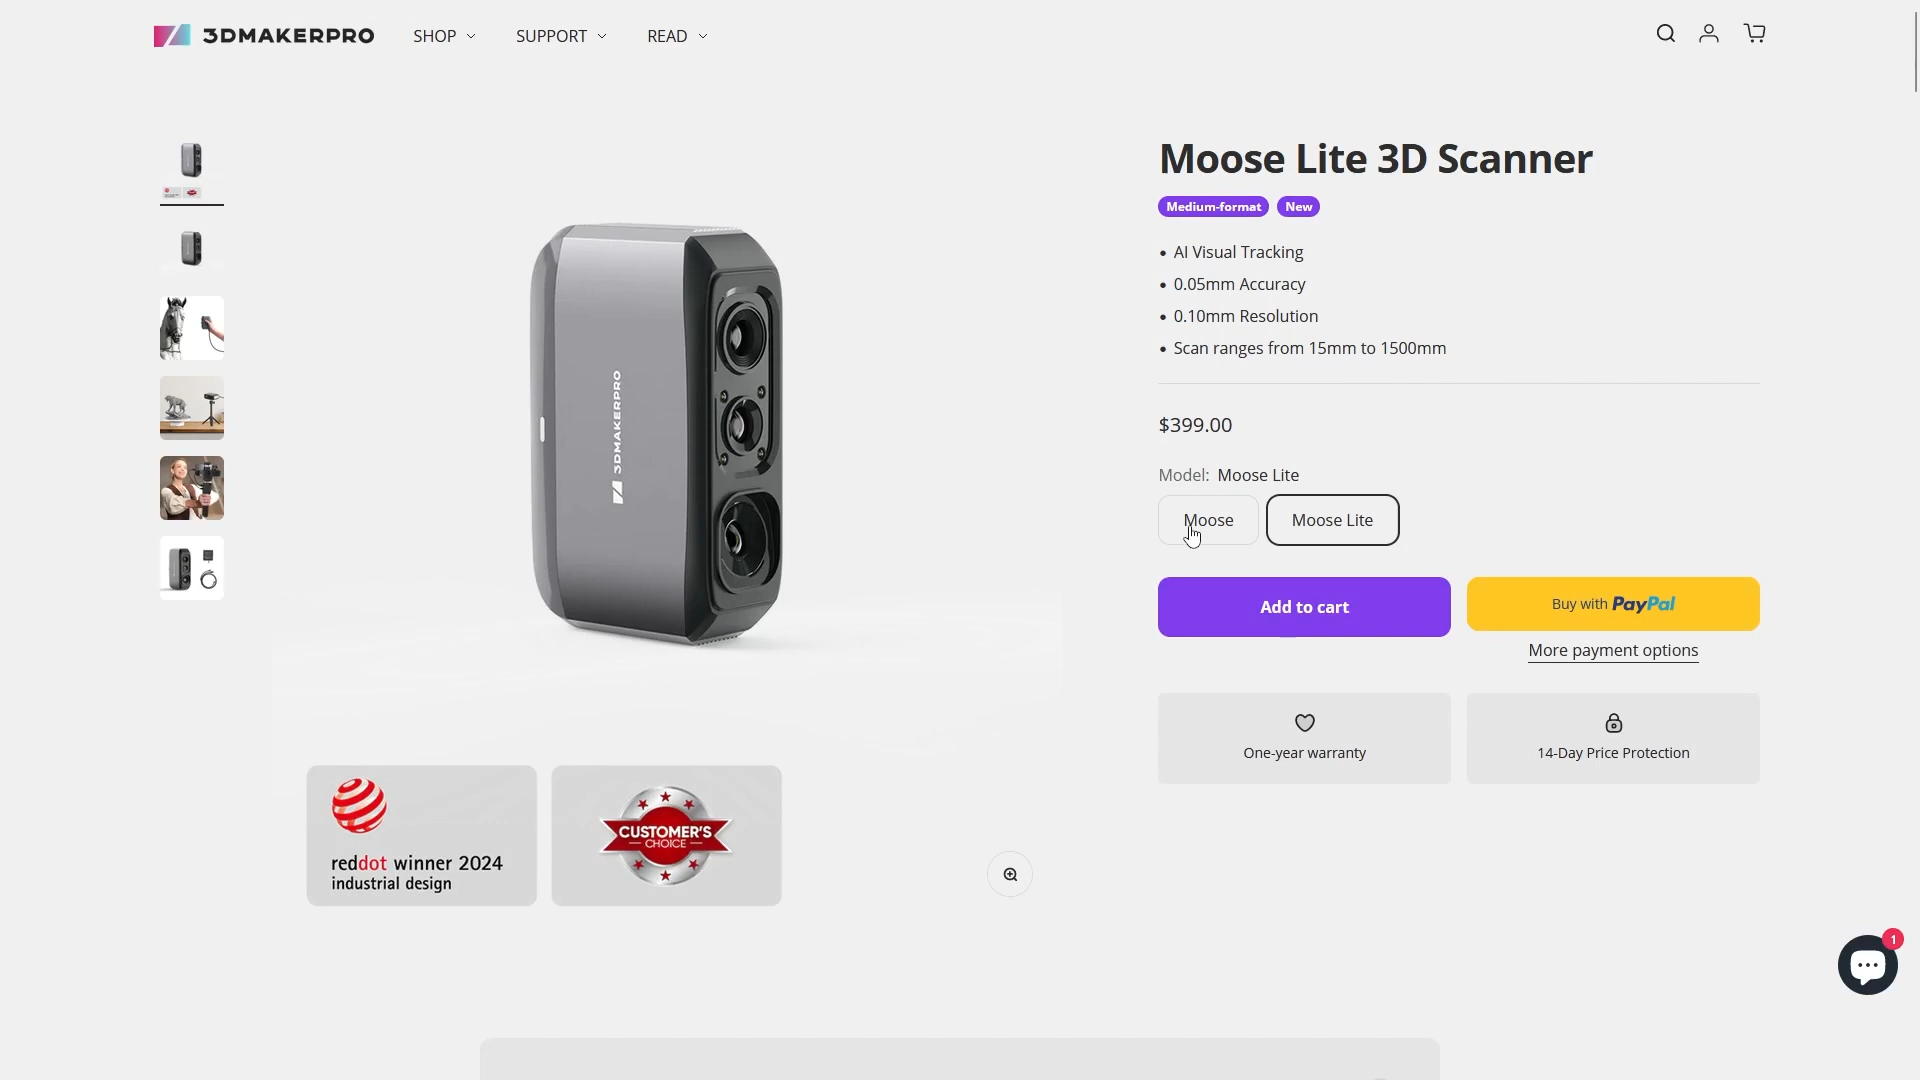 3DMAKERPRO
SHOP
SUPPORT
READ
Moose Lite 3D Scanner
Medium-format
New
• AI Visual Tracking
• 0.05mm Accuracy
• 0.10mm Resolution
• Scan ranges from 15mm to 1500mm
$399.00
Model: Moose Lite
Moose
Moose Lite
Add to cart
Buy with PayPal
More payment options
One-year warranty
14-Day Price Protection
3DMAKERPRO
reddot winner 2024
industrial design
CUSTOMER'S
CHOICE
1